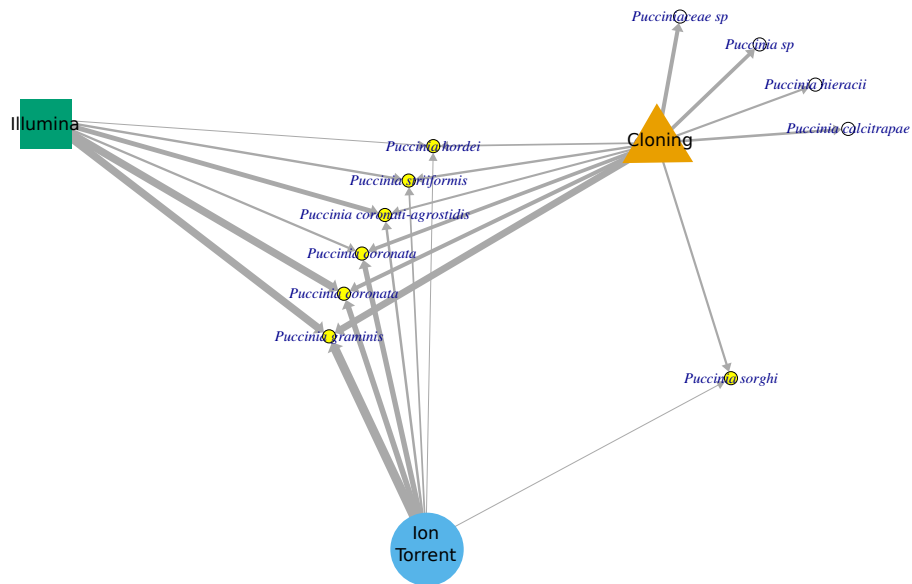 Pucciniaceae sp
Puccinia sp
Puccinia hieracii
Illumina
Puccinia calcitrapae
Cloning
Puccinia hordei
Puccinia striiformis
Puccinia coronati-agrostidis
Puccinia coronata
Puccinia coronata
Puccinia graminis
Puccinia sorghi
Ion
Torrent